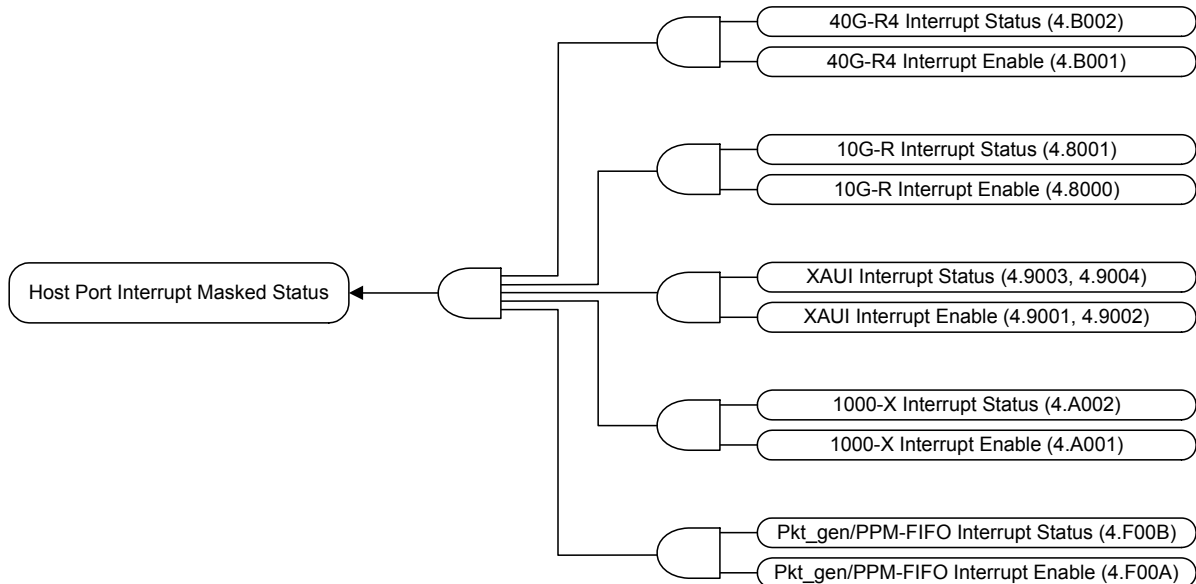 40G-R4 Interrupt Status (4.B002)
40G-R4 Interrupt Enable (4.B001)
10G-R Interrupt Status (4.8001)
10G-R Interrupt Enable (4.8000)
Host Port Interrupt Masked Status
XAUI Interrupt Status (4.9003, 4.9004)
XAUI Interrupt Enable (4.9001, 4.9002)
1000-X Interrupt Status (4.A002)
1000-X Interrupt Enable (4.A001)
Pkt_gen/PPM-FIFO Interrupt Status (4.F00B)
Pkt_gen/PPM-FIFO Interrupt Enable (4.F00A)